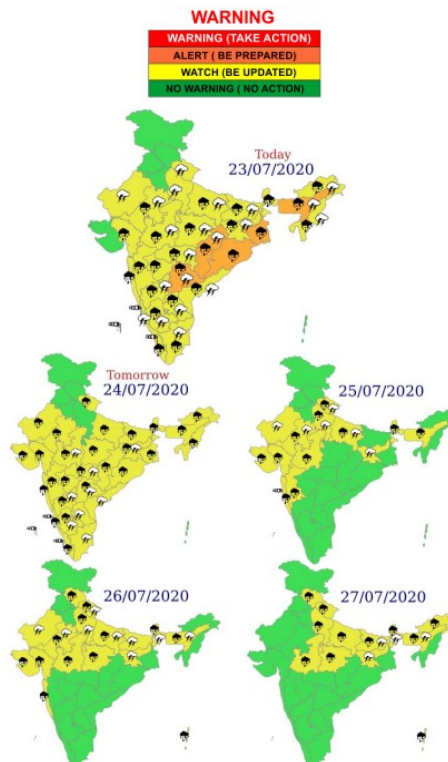 WARNING
WARNING (TAKE ACTION)
ALERT ( BE PREPARED)
WATCH (BE UPDATED)
NO WARNING ( NO ACTION)
Today
23/07/2020
Tomorrow
24/07/2020
25/07/2020
26/07/2020
27/07/2020